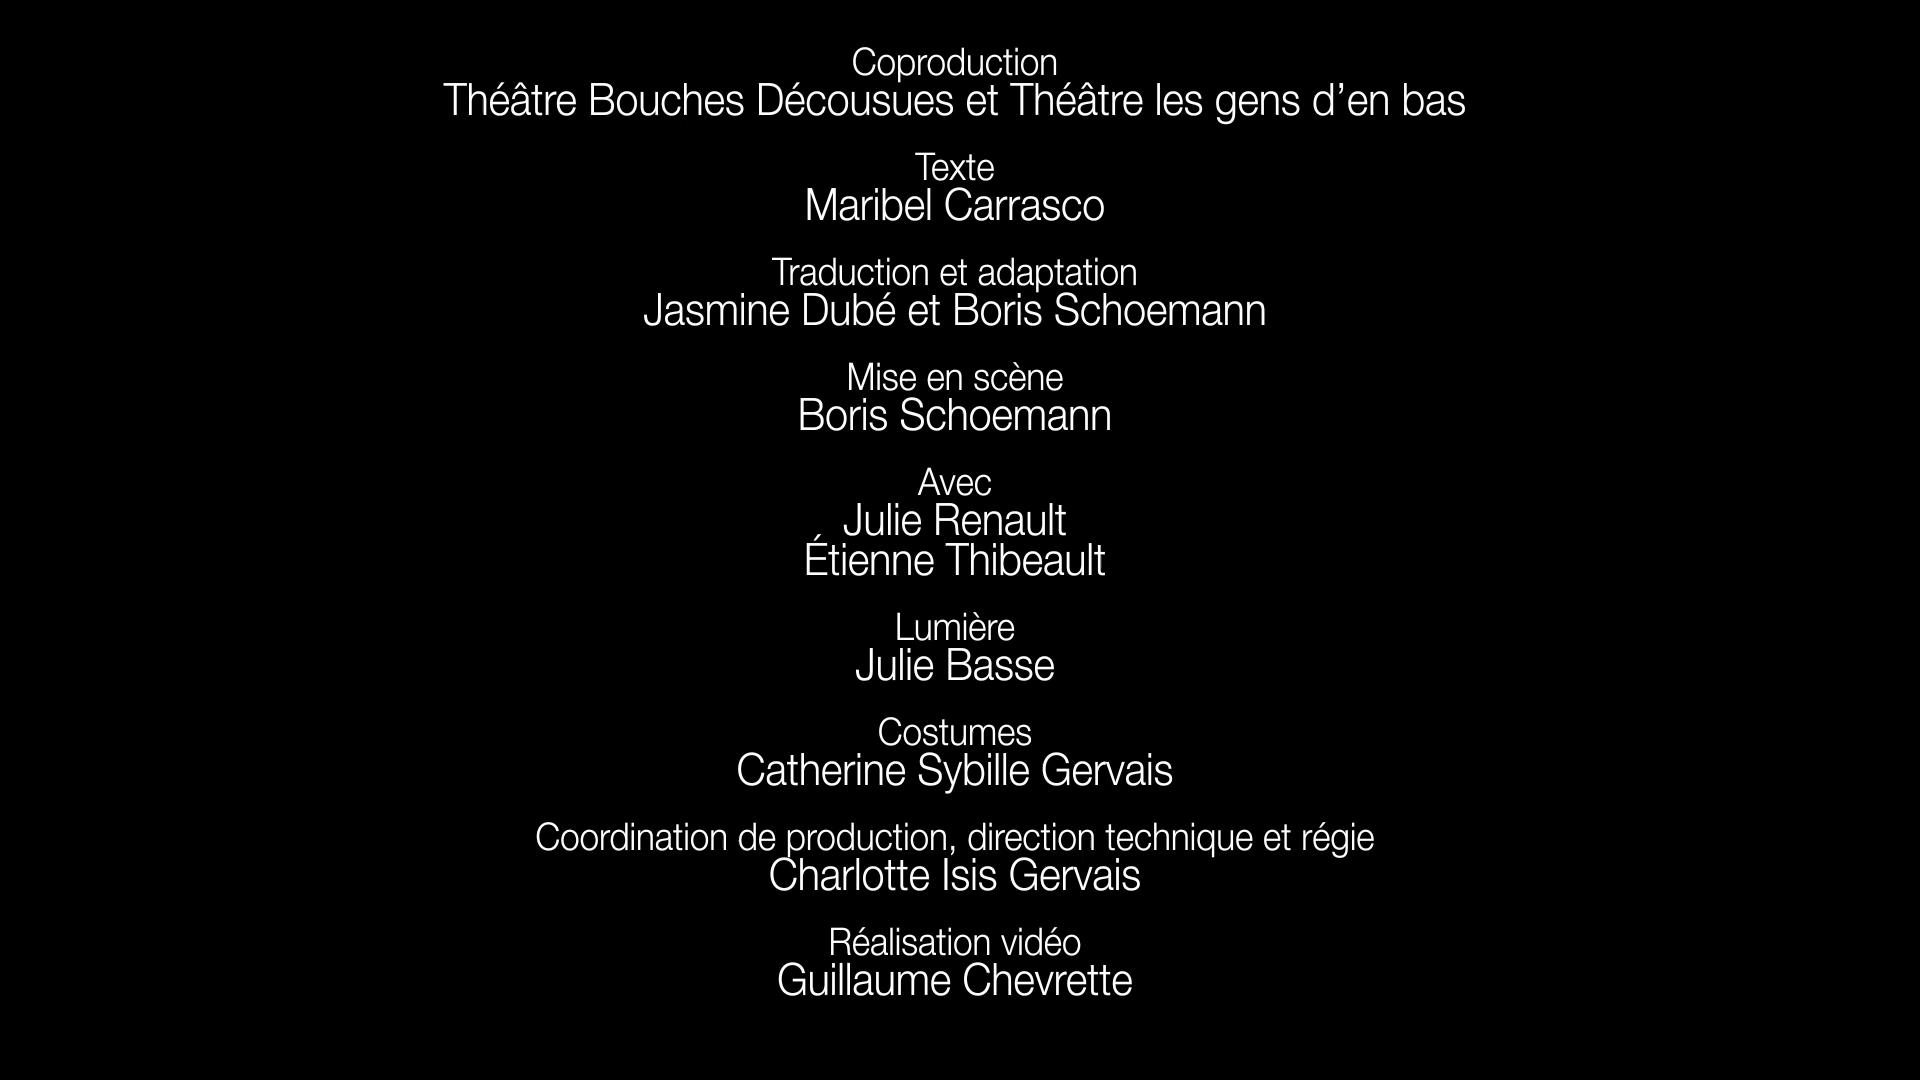 Coproduction
Théâtre Bouches Décousues et Théâtre les gens d’en bas
Texte
Maribel Carrasco
Traduction et adaptation
Jasmine Dubé et Boris Schoemann
Mise en scène
Boris Schoemann
Avec
Julie Renault
Étienne Thibeault
Lumière
Julie Basse
Costumes
Catherine Sybille Gervais
Coordination de production, direction technique et régie
Charlotte Isis Gervais
Réalisation vidéo
Guillaume Chevrette